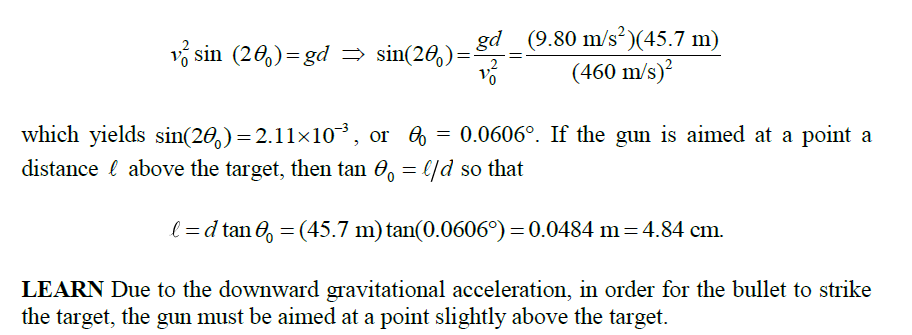 v₀² sin (2θ₀) = gd ⇒ sin(2θ₀) = gd/v₀² = (9.80 m/s²)(45.7 m)/(460 m/s)²
which yields sin(2θ₀) = 2.11×10⁻³, or θ₀ = 0.0606°. If the gun is aimed at a point a
distance ℓ above the target, then tan θ₀ = ℓ/d so that
ℓ = d tan θ₀ = (45.7 m) tan(0.0606°) = 0.0484 m = 4.84 cm.
LEARN Due to the downward gravitational acceleration, in order for the bullet to strike
the target, the gun must be aimed at a point slightly above the target.